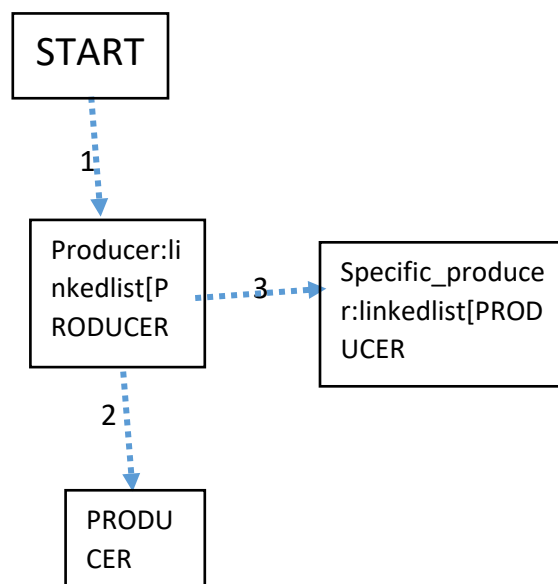 START
1
Producer:li
nkedlist[P
RODUCER
3
Specific_produce
r:linkedlist[PROD
UCER
2
PRODU
CER